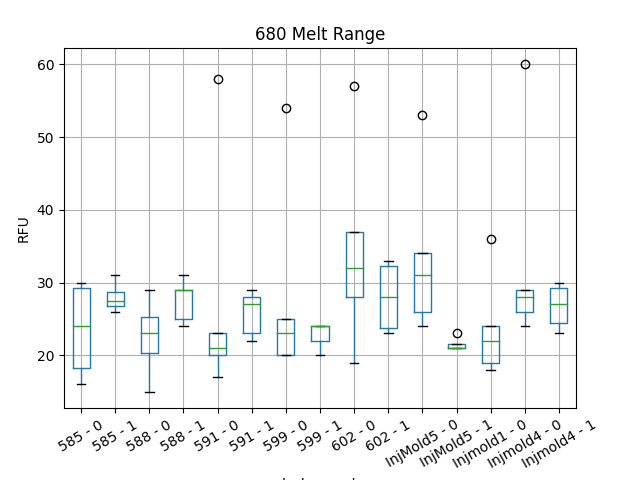 680 Melt Range
RFU
60
50
40
30
20
585 - 0
585 - 1
588 - 0
588 - 1
591 - 0
591 - 1
599 - 0
599 - 1
602 - 0
602 - 1
InjMold5 - 0
InjMold5 - 1
Injmold1 - 0
Injmold4 - 0
Injmold4 - 1